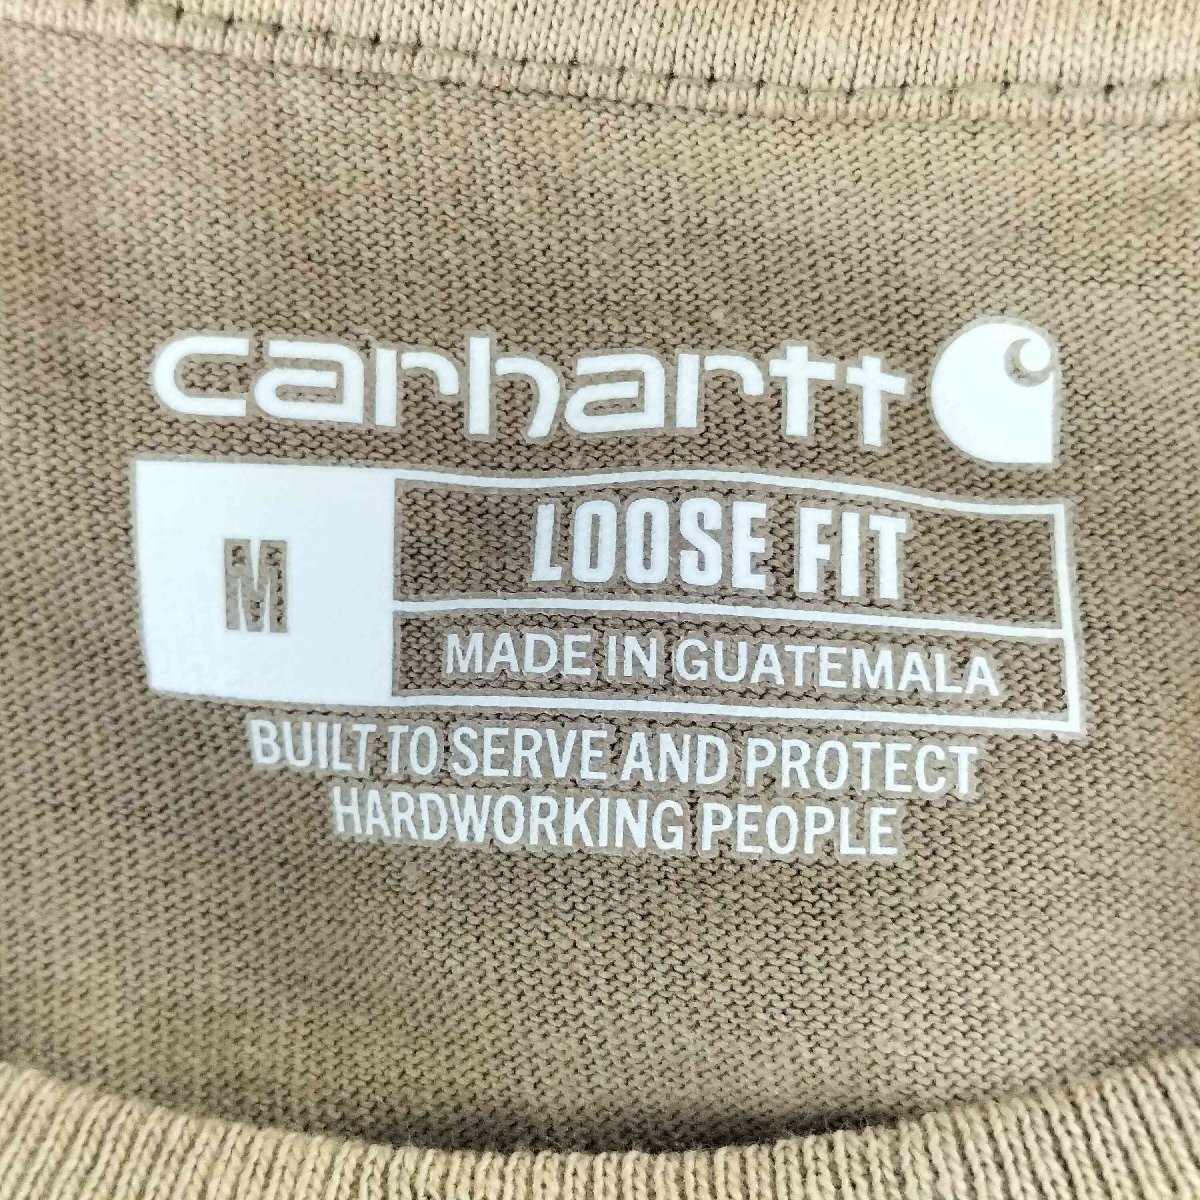 carhartt
M
LOOSE FIT
MADE IN GUATEMALA
BUILT TO SERVE AND PROTECT
HARDWORKING PEOPLE